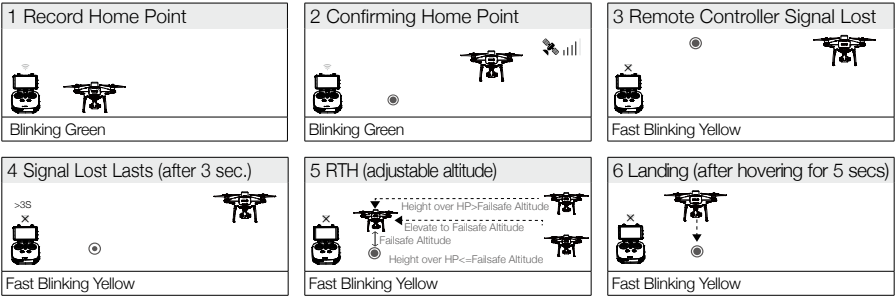 1 Record Home Point
Blinking Green
2 Confirming Home Point
Blinking Green
3 Remote Controller Signal Lost
×
Fast Blinking Yellow
4 Signal Lost Lasts (after 3 sec.)
>3S
×
Fast Blinking Yellow
5 RTH (adjustable altitude)
Height over HP>Failsafe Altitude
×
Elevate to Failsafe Altitude
Failsafe Altitude
Height over HP<=Failsafe Altitude
Fast Blinking Yellow
6 Landing (after hovering for 5 secs)
×
Fast Blinking Yellow